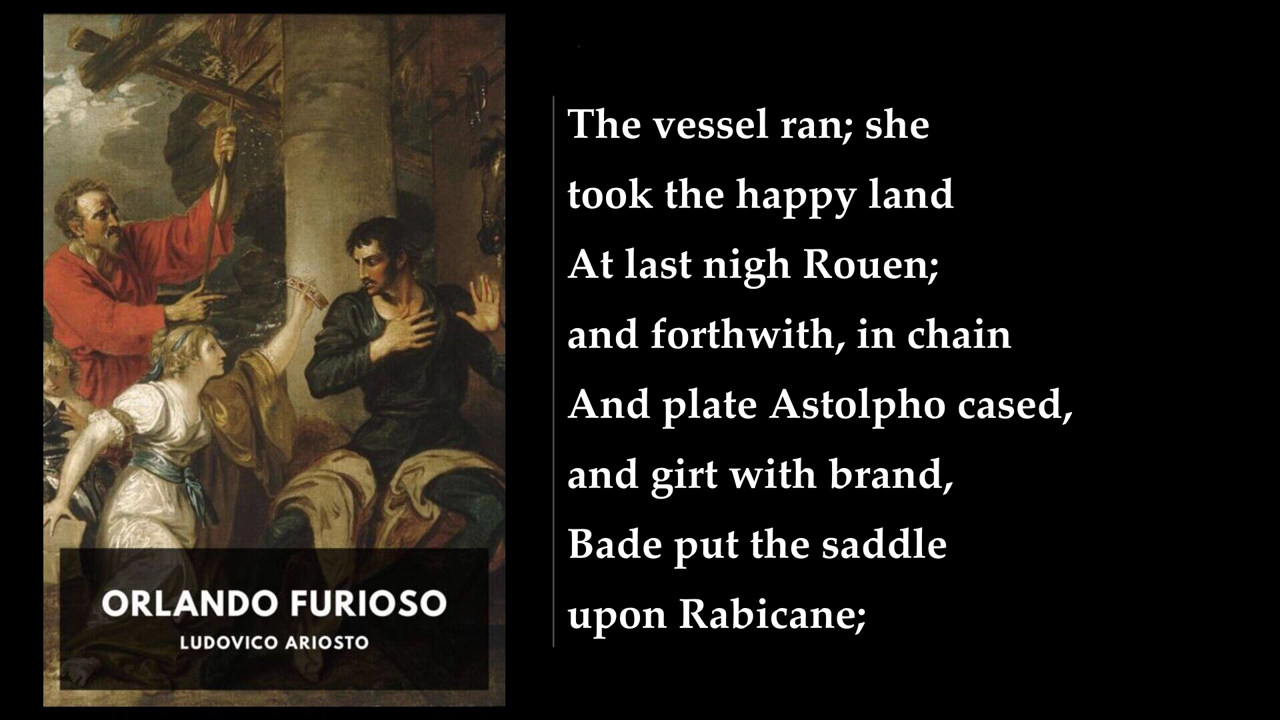 ORLANDO FURIOSO
LUDOVICO ARIOSTO
The vessel ran; she
took the happy land
At last nigh Rouen;
and forthwith, in chain
And plate Astolpho cased,
and girt with brand,
Bade put the saddle
upon Rabicane;